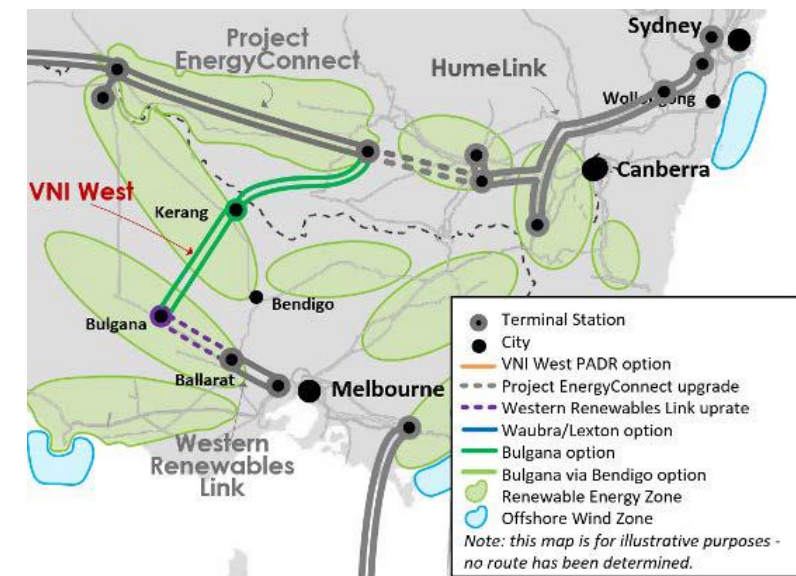 Sydney
Project
EnergyConnect
HumeLink
Wollongong
Canberra
VNI West
Kerang
Bendigo
Bulgana
Ballarat
Melbourne
Western
Renewables
Link
Terminal Station
City
VNI West PADR option
Project EnergyConnect upgrade
Western Renewables Link uprate
Waubra/Lexton option
Bulgana option
Bulgana via Bendigo option
Renewable Energy Zone
Offshore Wind Zone
Note: this map is for illustrative purposes -
no route has been determined.